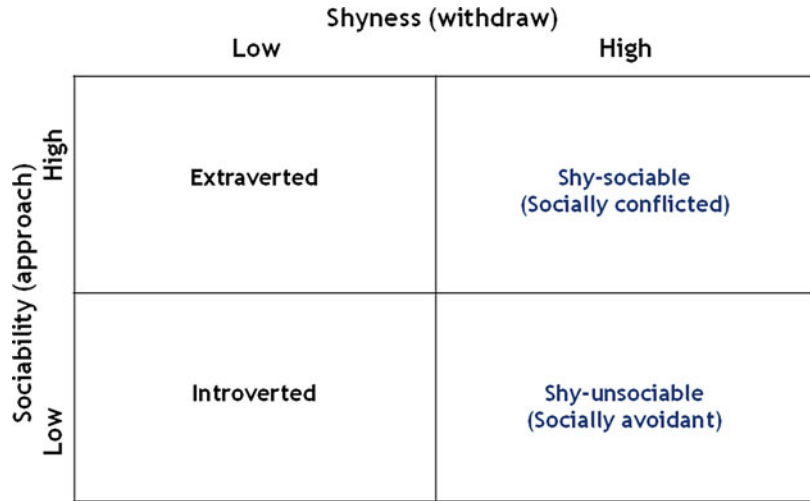 Shyness (withdraw)
Low High
Sociability (approach)
High
Extraverted Shy-sociable
(Socially conflicted)
Low
Introverted Shy-unsociable
(Socially avoidant)